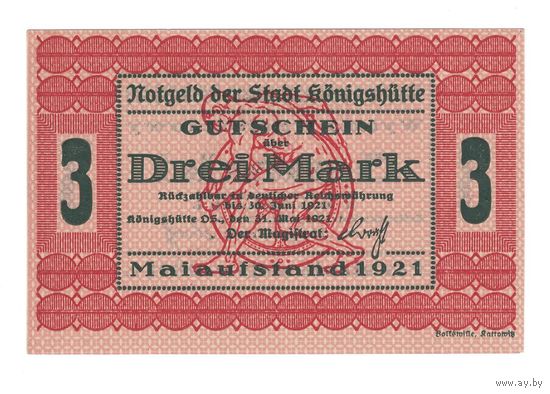 Notgeld der Stadt Königshütte
GUTSCHEIN
über
3 Drei Mark 3
Rückzahlbar in deutscher Reichswährung
bis 30. Juni 1921
Königshütte OS., den 31. Mai 1921
Der Magistrat:
Maiaufstand 1921
Kattowitz
www.ay.by